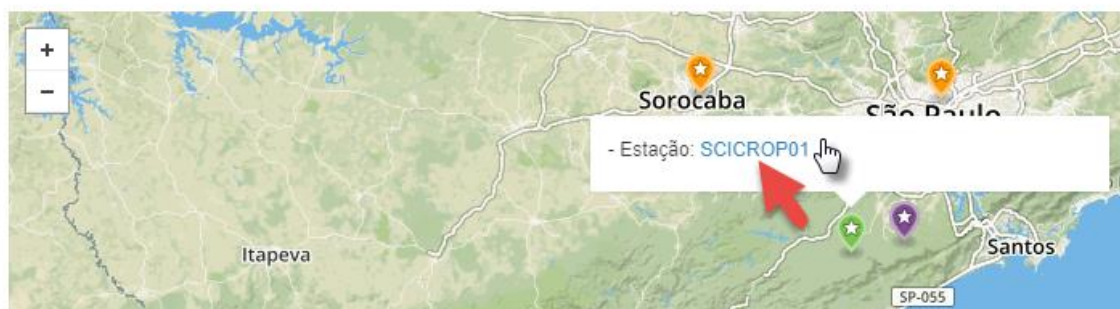 +
−
Sorocaba
São Paulo
- Estação: SCICROP01
Itapeva
Santos
SP-055